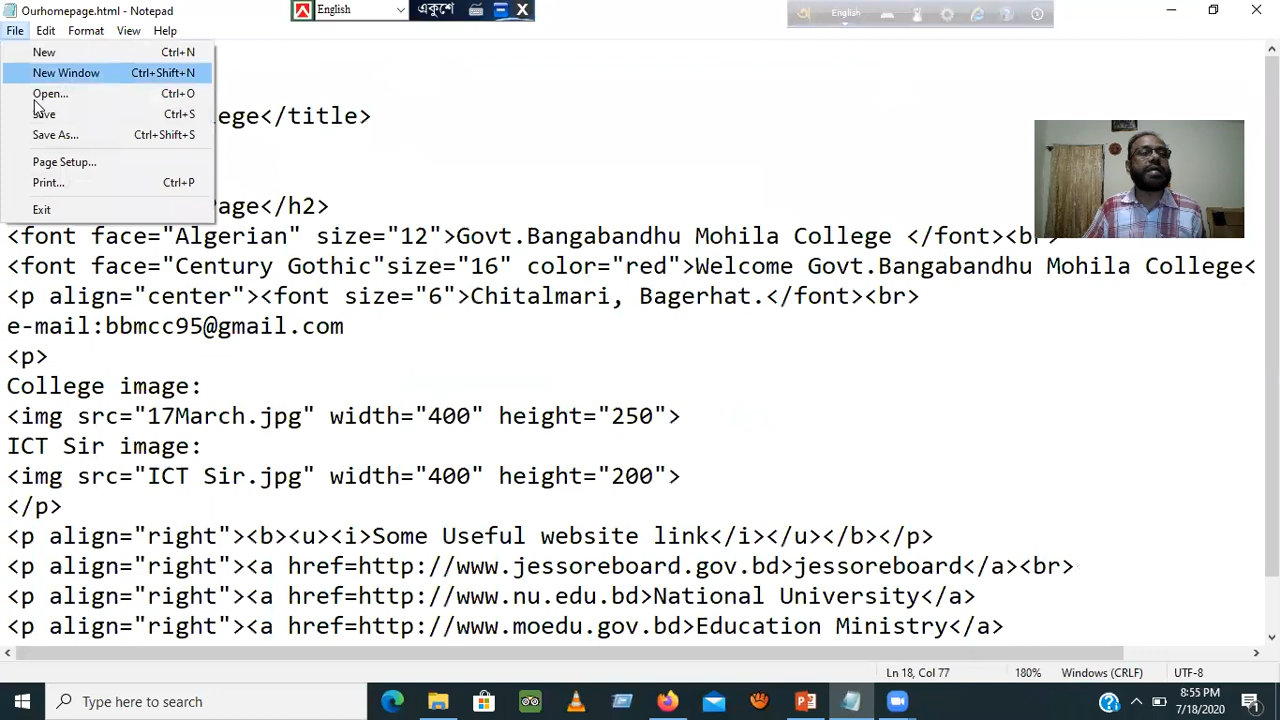 Ourhomepage.html - Notepad
English
একুশে
English
File Edit Format View Help
New Ctrl+N
New Window Ctrl+Shift+N
Open... Ctrl+O
Save Ctrl+S
Save As... Ctrl+Shift+S
Page Setup...
Print... Ctrl+P
Exit
ege</title>
Page</h2>
<font face="Algerian" size="12">Govt.Bangabandhu Mohila College </font><br>
<font face="Century Gothic"size="16" color="red">Welcome Govt.Bangabandhu Mohila College<
<p align="center"><font size="6">Chitalmari, Bagerhat.</font><br>
e-mail:bbmcc95@gmail.com
<p>
College image:
<img src="17March.jpg" width="400" height="250">
ICT Sir image:
<img src="ICT Sir.jpg" width="400" height="200">
</p>
<p align="right"><b><u><i>Some Useful website link</i></u></b></p>
<p align="right"><a href=http://www.jessoreboard.gov.bd>jessoreboard</a><br>
<p align="right"><a href=http://www.nu.edu.bd>National University</a>
<p align="right"><a href=http://www.moedu.gov.bd>Education Ministry</a>
Ln 18, Col 77 180% Windows (CRLF) UTF-8
Type here to search
8:55 PM
7/18/2020